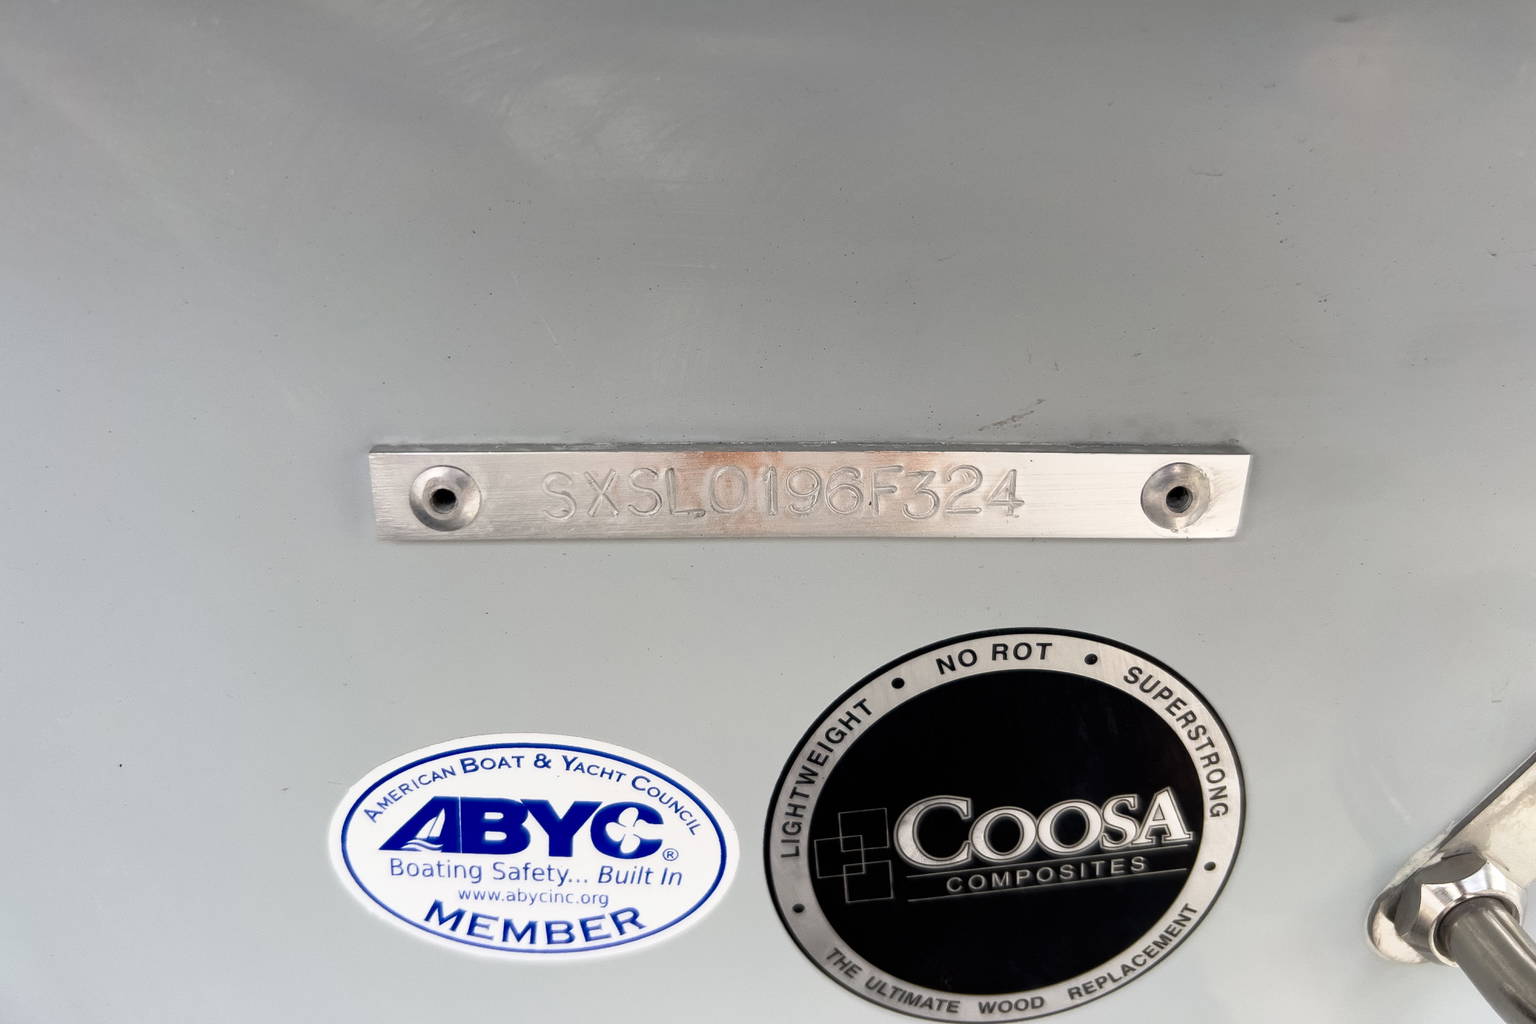 SXSL0196F324
AMERICAN BOAT & YACHT COUNCIL
ABYC®
Boating Safety... Built In
www.abycinc.org
MEMBER
LIGHTWEIGHT • NO ROT • SUPERSTRONG
COOSA
COMPOSITES
THE ULTIMATE WOOD REPLACEMENT